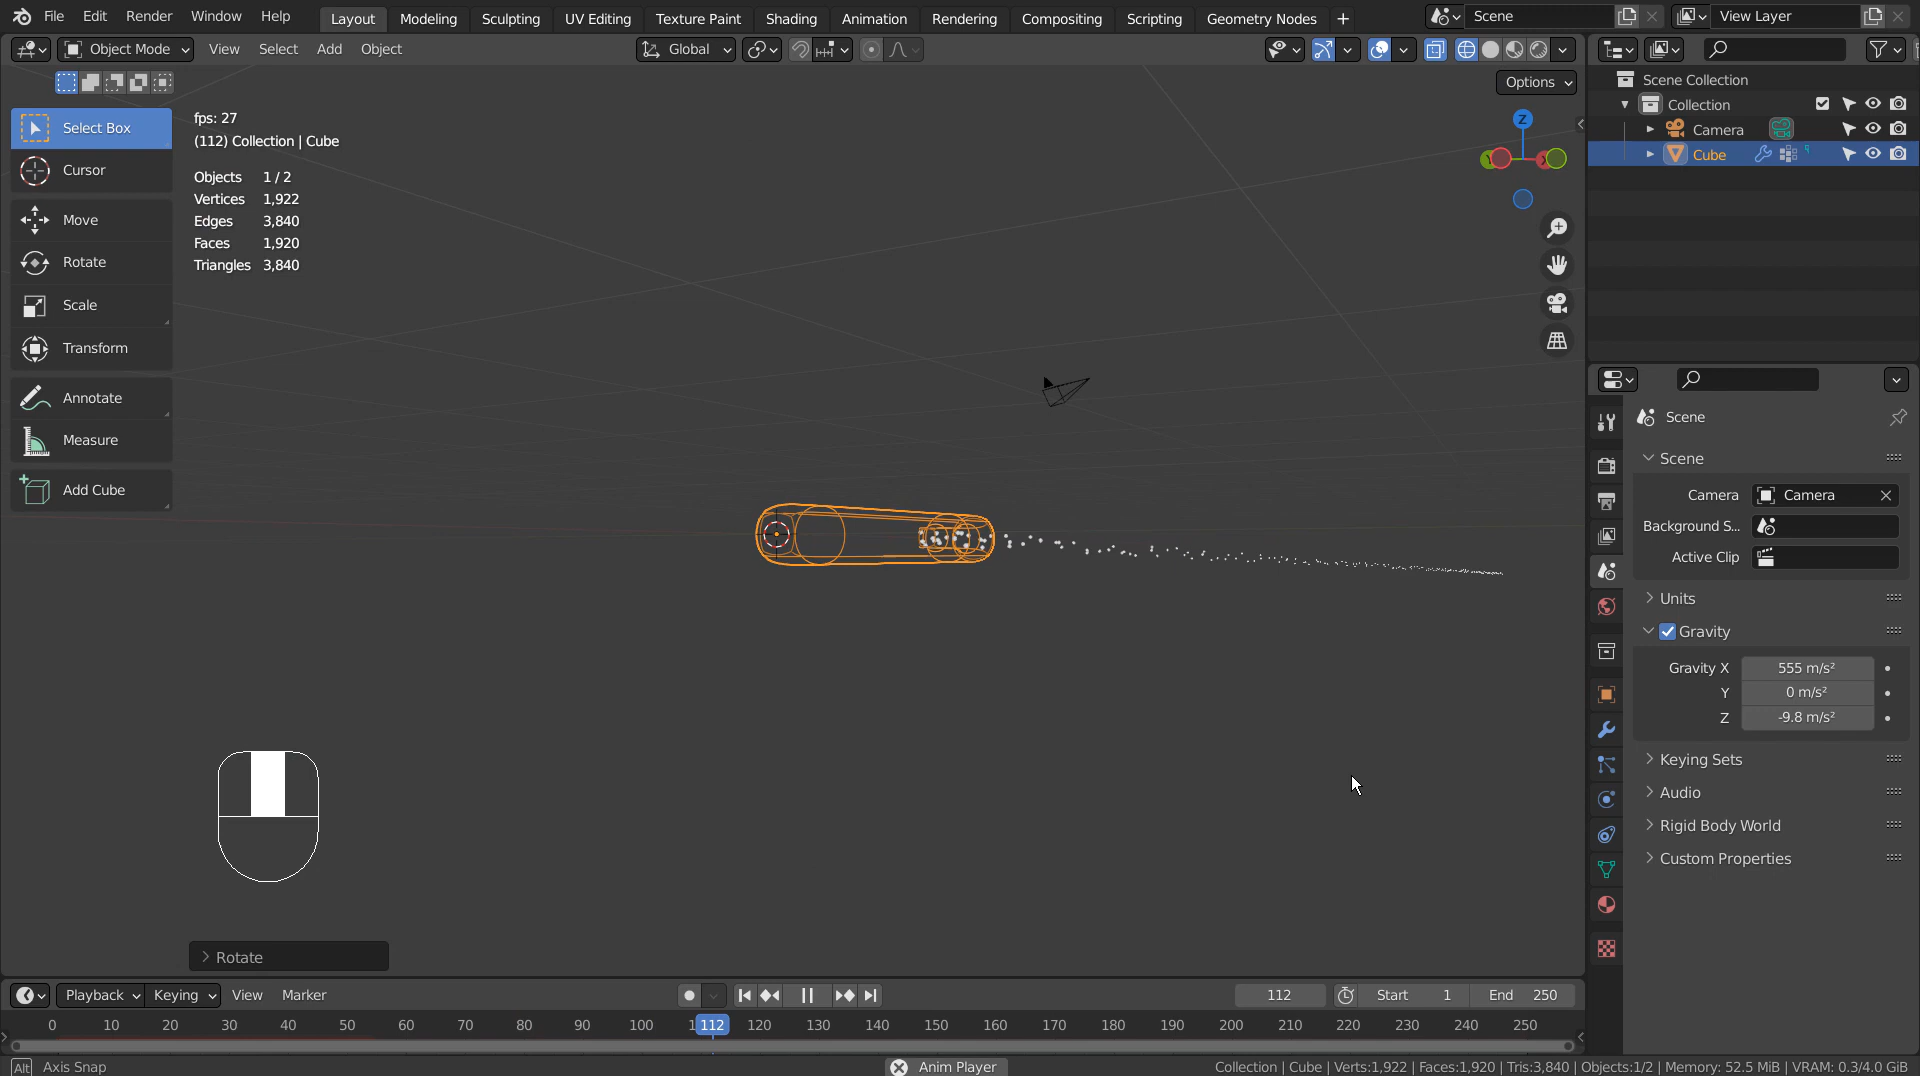 File Edit Render Window Help Layout Modeling Sculpting UV Editing Texture Paint Shading Animation Rendering Compositing Scripting Geometry Nodes + Scene View Layer
Object Mode View Select Add Object Global
Options
Select Box
Cursor
Move
Rotate
Scale
Transform
Annotate
Measure
Add Cube
fps: 27
(112) Collection | Cube
Objects 1 / 2
Vertices 1,922
Edges 3,840
Faces 1,920
Triangles 3,840
Z
Rotate
Scene Collection
Collection
Camera
Cube
Scene
Scene
Camera Camera
Background S...
Active Clip
Units
Gravity
Gravity X 555 m/s²
Y 0 m/s²
Z -9.8 m/s²
Keying Sets
Audio
Rigid Body World
Custom Properties
Playback Keying View Marker 112 Start 1 End 250
0 10 20 30 40 50 60 70 80 90 100 112 120 130 140 150 160 170 180 190 200 210 220 230 240 250
Alt Axis Snap Anim Player Collection | Cube | Verts:1,922 | Faces:1,920 | Tris:3,840 | Objects:1/2 | Memory: 52.5 MiB | VRAM: 0.3/4.0 GiB